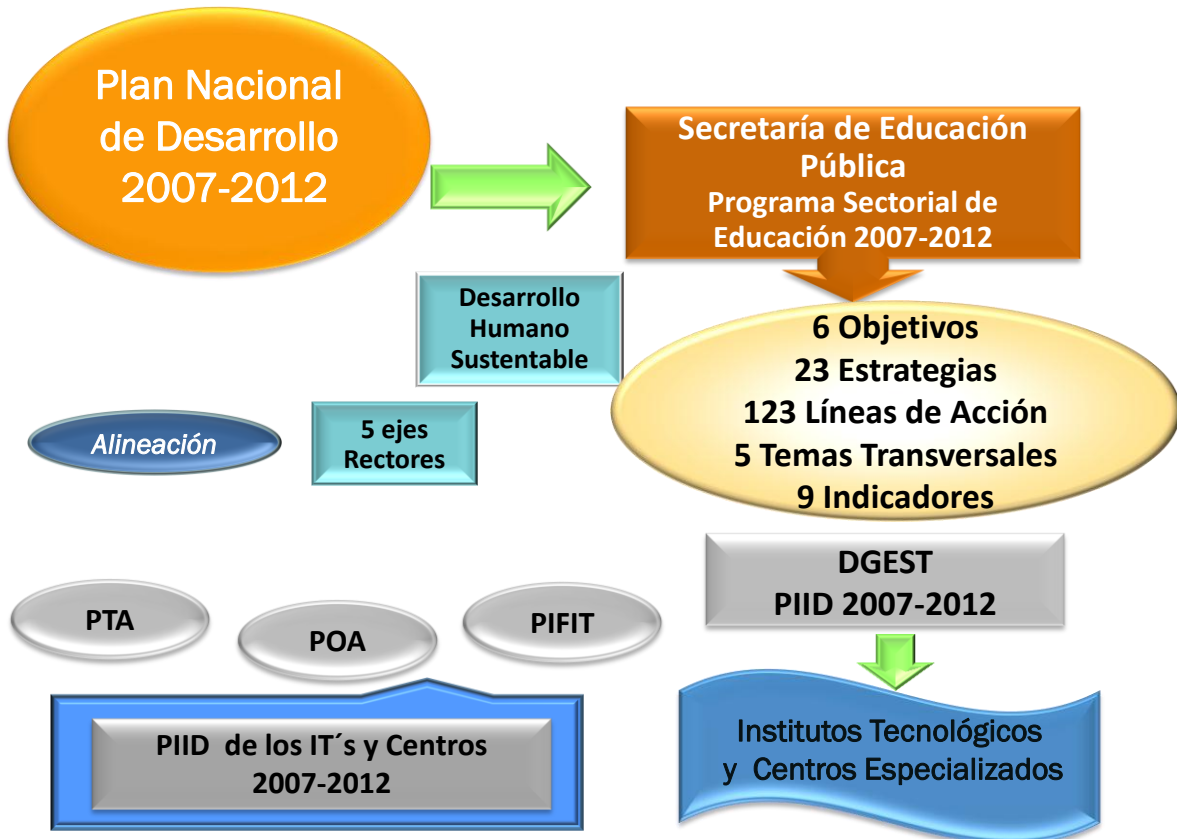 Plan Nacional
de Desarrollo
2007-2012
Secretaría de Educación
Pública
Programa Sectorial de
Educación 2007-2012
Desarrollo
Humano
Sustentable
6 Objetivos
23 Estrategias
123 Líneas de Acción
5 Temas Transversales
9 Indicadores
Alineación
5 ejes
Rectores
DGEST
PIID 2007-2012
PTA
POA
PIFIT
PIID de los IT´s y Centros
2007-2012
Institutos Tecnológicos
y Centros Especializados